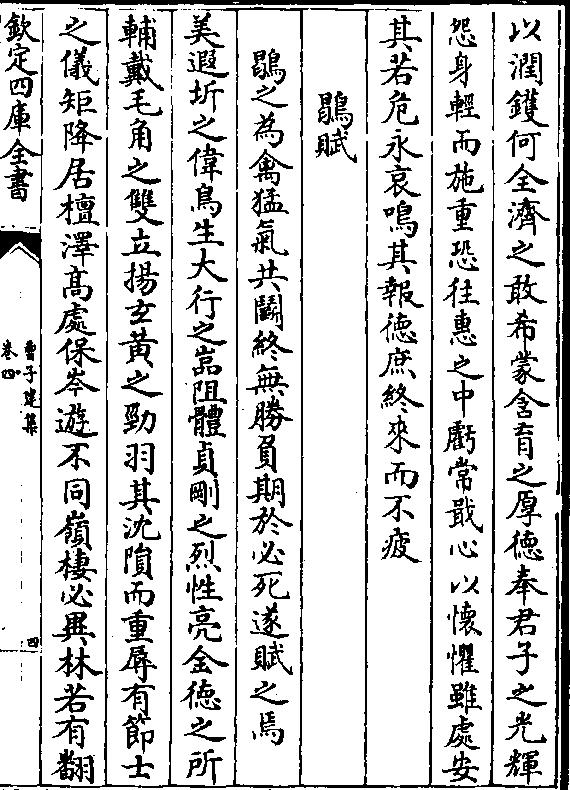 以潤鑊何全濟之敢希蒙含育之厚德奉君子之光輝
怨身輕而施重恐往惠之中虧常戢心以懷懼雖處安
其若危永哀鳴其報德庶終來而不疲
鶡賦
鶡之為禽猛氣共鬭終無勝負期於必死遂賦之焉
美遐圻之偉鳥生大行之嵓阻體貞剛之烈性亮金德之所
輔戴毛角之雙立揚玄黃之勁羽其沈隕而重辱有節士
之儀矩降居檀澤高處保岑遊不同嶺棲必異林若有翻
欽定四庫全書
曹子建集
卷四
四